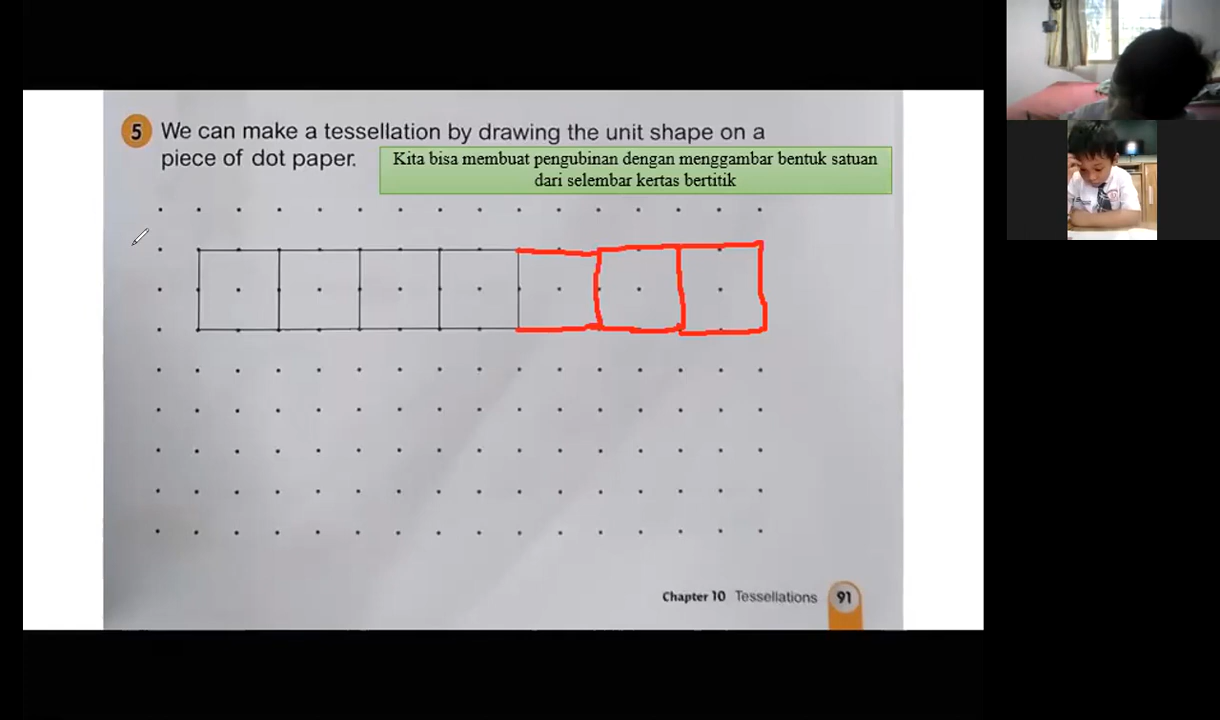 5 We can make a tessellation by drawing the unit shape on a
piece of dot paper.
Kita bisa membuat pengubinan dengan menggambar bentuk satuan
dari selembar kertas bertitik
Chapter 10 Tessellations 91